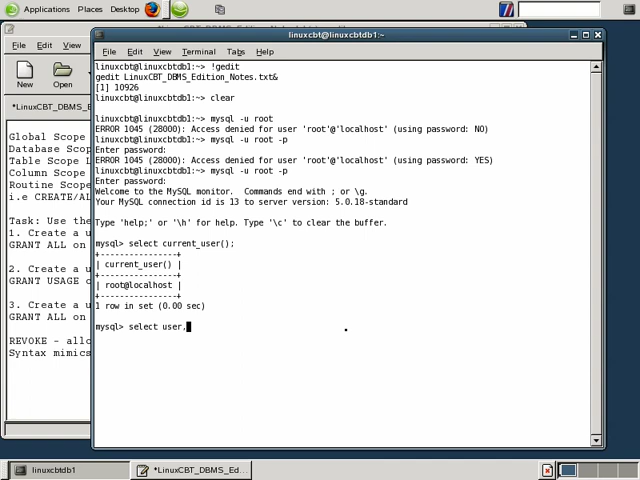 Applications Places Desktop
linuxcbt@linuxcbtdb1:~
File Edit View
New Open
*LinuxCBT_DBMS_E
Global Scope
Database Scop
Table Scope L
Column Scope
Routine Scope
i.e CREATE/AL
Task: Use the
1. Create a u
GRANT ALL on
2. Create a u
GRANT USAGE o
3. Create a u
GRANT ALL on
REVOKE - allo
Syntax mimics
File Edit View Terminal Tabs Help
linuxcbt@linuxcbtdb1:~> !gedit
gedit LinuxCBT_DBMS_Edition_Notes.txt&
[1] 10926
linuxcbt@linuxcbtdb1:~> clear
linuxcbt@linuxcbtdb1:~> mysql -u root
ERROR 1045 (28000): Access denied for user 'root'@'localhost' (using password: NO)
linuxcbt@linuxcbtdb1:~> mysql -u root -p
Enter password:
ERROR 1045 (28000): Access denied for user 'root'@'localhost' (using password: YES)
linuxcbt@linuxcbtdb1:~> mysql -u root -p
Enter password:
Welcome to the MySQL monitor.  Commands end with ; or \g.
Your MySQL connection id is 13 to server version: 5.0.18-standard
Type 'help;' or '\h' for help. Type '\c' to clear the buffer.
mysql> select current_user();
+----------------+
| current_user() |
+----------------+
| root@localhost |
+----------------+
1 row in set (0.00 sec)
mysql> select user,
linuxcbtdb1
*LinuxCBT_DBMS_Ed...